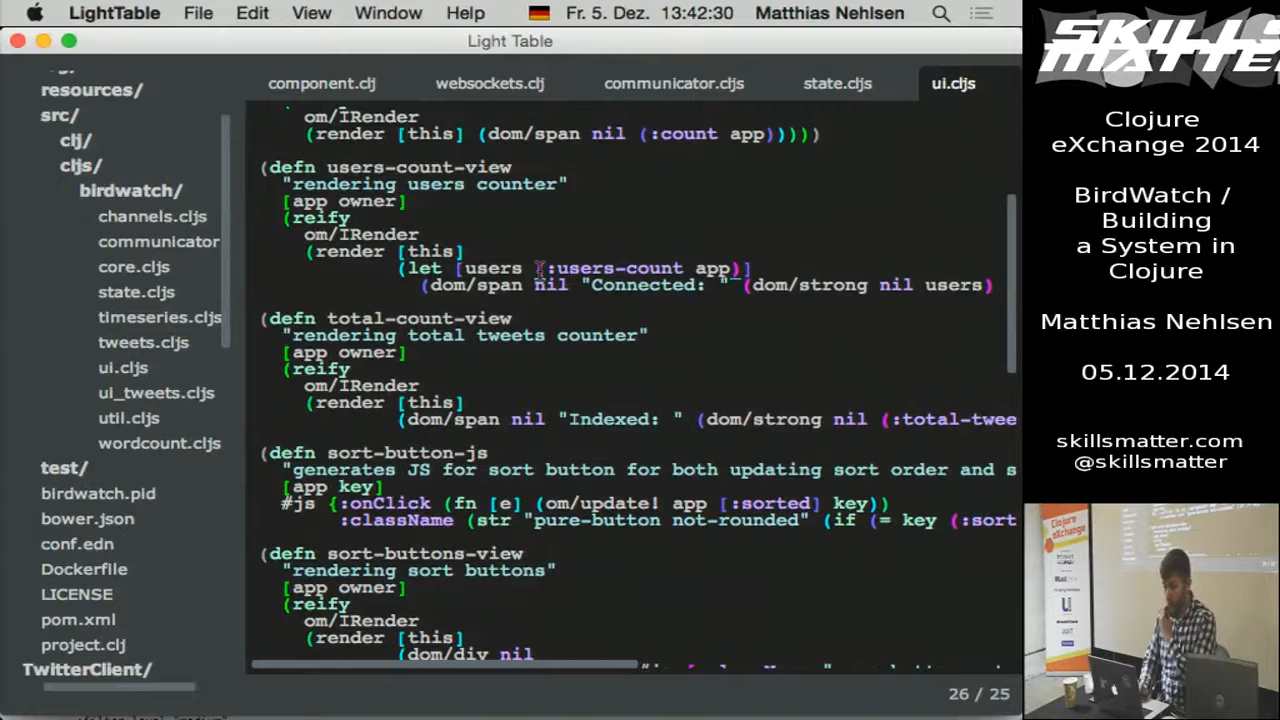 LightTable File Edit View Window Help Fr. 5. Dez. 13:42:30 Matthias Nehlsen
Light Table
component.clj websockets.clj communicator.cljs state.cljs ui.cljs
resources/
src/
clj/
cljs/
birdwatch/
channels.cljs
communicator
core.cljs
state.cljs
timeseries.cljs
tweets.cljs
ui.cljs
ui_tweets.cljs
util.cljs
wordcount.cljs
test/
birdwatch.pid
bower.json
conf.edn
Dockerfile
LICENSE
pom.xml
project.clj
TwitterClient/
om/IRender
(render [this] (dom/span nil (:count app)))))
(defn users-count-view
"rendering users counter"
[app owner]
(reify
om/IRender
(render [this]
(let [users (:users-count app)]
(dom/span nil "Connected: " (dom/strong nil users)
(defn total-count-view
"rendering total tweets counter"
[app owner]
(reify
om/IRender
(render [this]
(dom/span nil "Indexed: " (dom/strong nil (:total-twee
(defn sort-button-js
"generates JS for sort button for both updating sort order and s
[app key]
#js {:onClick (fn [e] (om/update! app [:sorted] key))
:className (str "pure-button not-rounded" (if (= key (:sort
(defn sort-buttons-view
"rendering sort buttons"
[app owner]
(reify
om/IRender
(render [this]
(dom/div nil
26 / 25
SKILLS
MATTER
Clojure
eXchange 2014
BirdWatch /
Building
a System in
Clojure
Matthias Nehlsen
05.12.2014
skillsmatter.com
@skillsmatter
Clojure
eXchange